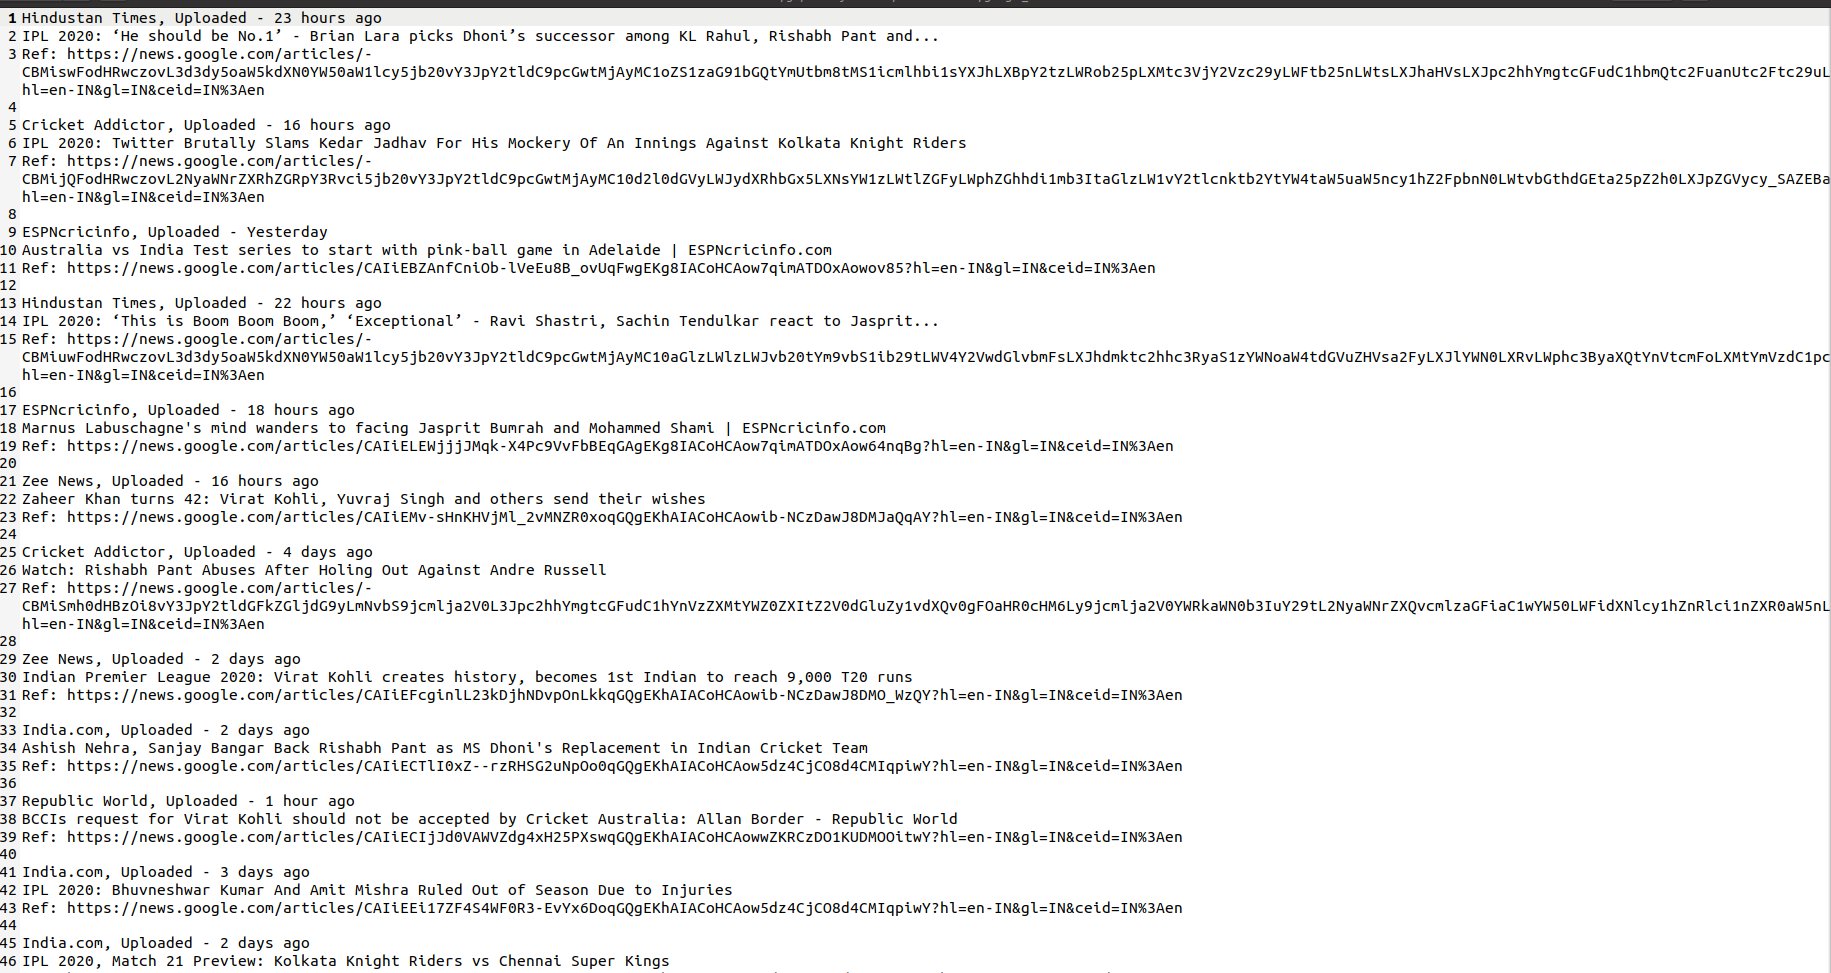 1 Hindustan Times, Uploaded - 23 hours ago
2 IPL 2020: ‘He should be No.1’ - Brian Lara picks Dhoni’s successor among KL Rahul, Rishabh Pant and...
3 Ref: https://news.google.com/articles/-
hl=en-IN&gl=IN&ceid=IN%3Aen
4
5 Cricket Addictor, Uploaded - 16 hours ago
6 IPL 2020: Twitter Brutally Slams Kedar Jadhav For His Mockery Of An Innings Against Kolkata Knight Riders
7 Ref: https://news.google.com/articles/-
hl=en-IN&gl=IN&ceid=IN%3Aen
8
9 ESPNcricinfo, Uploaded - Yesterday
10 Australia vs India Test series to start with pink-ball game in Adelaide | ESPNcricinfo.com
11 Ref: https://news.google.com/articles/CAIiEBZAnfCniOb-lVeEu8B_ovUqFwgEKg8IACoHCAow7qimATDOxAowov85?hl=en-IN&gl=IN&ceid=IN%3Aen
12
13 Hindustan Times, Uploaded - 22 hours ago
14 IPL 2020: ‘This is Boom Boom Boom,’ ‘Exceptional’ - Ravi Shastri, Sachin Tendulkar react to Jasprit...
15 Ref: https://news.google.com/articles/-
hl=en-IN&gl=IN&ceid=IN%3Aen
16
17 ESPNcricinfo, Uploaded - 18 hours ago
18 Marnus Labuschagne's mind wanders to facing Jasprit Bumrah and Mohammed Shami | ESPNcricinfo.com
19 Ref: https://news.google.com/articles/CAIiELEWjjjJMqk-X4Pc9VvFbBEqGAgEKg8IACoHCAow7qimATDOxAow64nqBg?hl=en-IN&gl=IN&ceid=IN%3Aen
20
21 Zee News, Uploaded - 16 hours ago
22 Zaheer Khan turns 42: Virat Kohli, Yuvraj Singh and others send their wishes
23 Ref: https://news.google.com/articles/CAIiEMv-sHnKHVjMl_2vMNZR0xoqGQgEKhAIACoHCAowib-NCzDawJ8DMJaQqAY?hl=en-IN&gl=IN&ceid=IN%3Aen
24
25 Cricket Addictor, Uploaded - 4 days ago
26 Watch: Rishabh Pant Abuses After Holing Out Against Andre Russell
27 Ref: https://news.google.com/articles/-
hl=en-IN&gl=IN&ceid=IN%3Aen
28
29 Zee News, Uploaded - 2 days ago
30 Indian Premier League 2020: Virat Kohli creates history, becomes 1st Indian to reach 9,000 T20 runs
31 Ref: https://news.google.com/articles/CAIiEFcginlL23kDjhNDvpOnLkkqGQgEKhAIACoHCAowib-NCzDawJ8DMO_WzQY?hl=en-IN&gl=IN&ceid=IN%3Aen
32
33 India.com, Uploaded - 2 days ago
34 Ashish Nehra, Sanjay Bangar Back Rishabh Pant as MS Dhoni's Replacement in Indian Cricket Team
35 Ref: https://news.google.com/articles/CAIiECTlI0xZ--rzRHSG2uNpOo0qGQgEKhAIACoHCAow5dz4CjCO8d4CMIqpiwY?hl=en-IN&gl=IN&ceid=IN%3Aen
36
37 Republic World, Uploaded - 1 hour ago
38 BCCIs request for Virat Kohli should not be accepted by Cricket Australia: Allan Border - Republic World
39 Ref: https://news.google.com/articles/CAIiECIjJd0VAWVZdg4xH25PXswqGQgEKhAIACoHCAowwZKRCzDO1KUDMOOitwY?hl=en-IN&gl=IN&ceid=IN%3Aen
40
41 India.com, Uploaded - 3 days ago
42 IPL 2020: Bhuvneshwar Kumar And Amit Mishra Ruled Out of Season Due to Injuries
43 Ref: https://news.google.com/articles/CAIiEEi17ZF4S4WF0R3-EvYx6DoqGQgEKhAIACoHCAow5dz4CjCO8d4CMIqpiwY?hl=en-IN&gl=IN&ceid=IN%3Aen
44
45 India.com, Uploaded - 2 days ago
46 IPL 2020, Match 21 Preview: Kolkata Knight Riders vs Chennai Super Kings